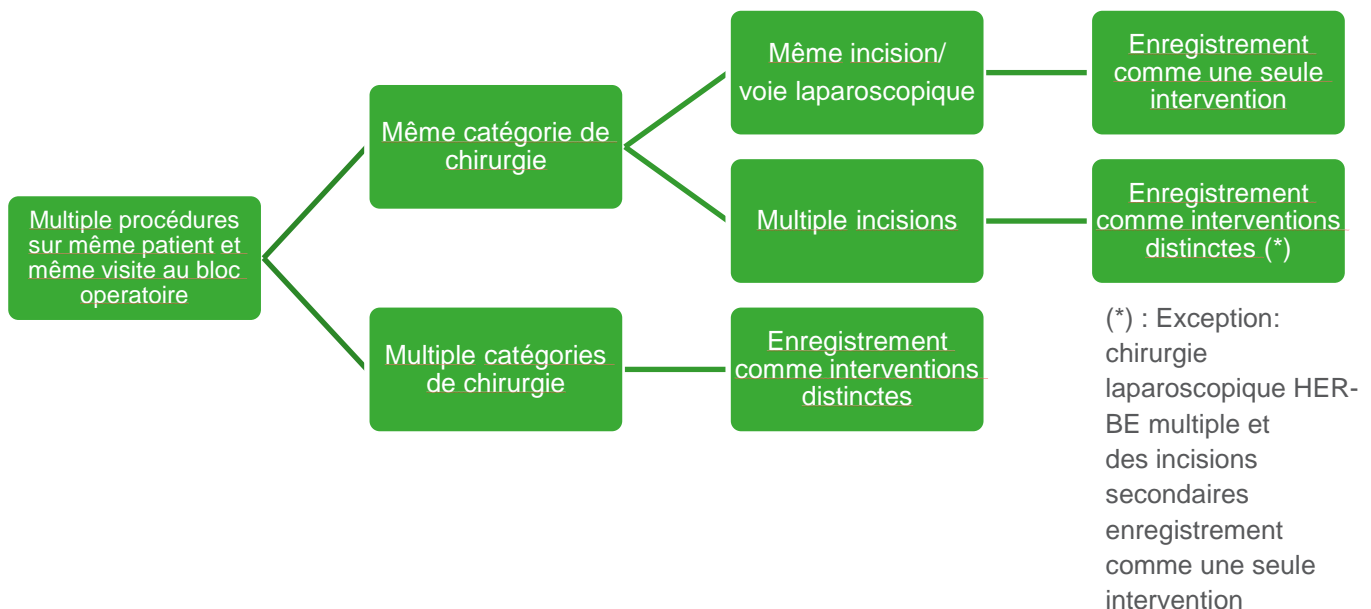 Multiple procédures
sur même patient et
même visite au bloc
operatoire
Même catégorie de
chirurgie
Même incision/
voie laparoscopique
Enregistrement
comme une seule
intervention
Multiple incisions
Enregistrement
comme interventions
distinctes (*)
Multiple catégories
de chirurgie
Enregistrement
comme interventions
distinctes
(*) : Exception:
chirurgie
laparoscopique HER-
BE multiple et
des incisions
secondaires
enregistrement
comme une seule
intervention